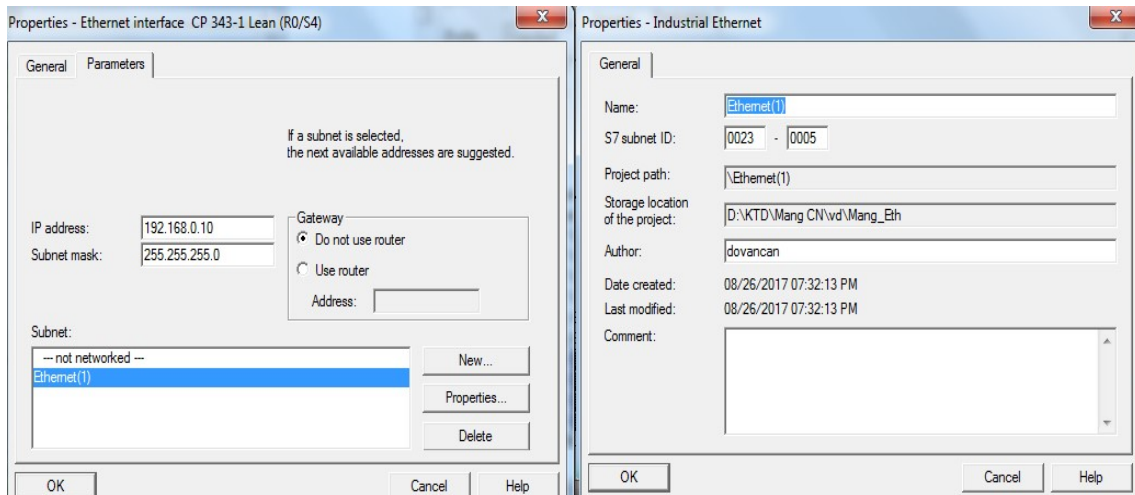 Properties - Ethernet interface CP 343-1 Lean (R0/S4)
General
Parameters
If a subnet is selected,
the next available addresses are suggested.
IP address:
192.168.0.10
Subnet mask:
255.255.255.0
Gateway
Do not use router
Use router
Address:
Subnet:
--- not networked ---
Ethernet(1)
New...
Properties...
Delete
OK
Cancel
Help
Properties - Industrial Ethernet
General
Name:
Ethernet(1)
S7 subnet ID:
0023 - 0005
Project path:
\Ethernet(1)
Storage location
of the project:
D:\KTD\Mang CN\vd\Mang_Eth
Author:
dovancan
Date created:
08/26/2017 07:32:13 PM
Last modified:
08/26/2017 07:32:13 PM
Comment:
OK
Cancel
Help